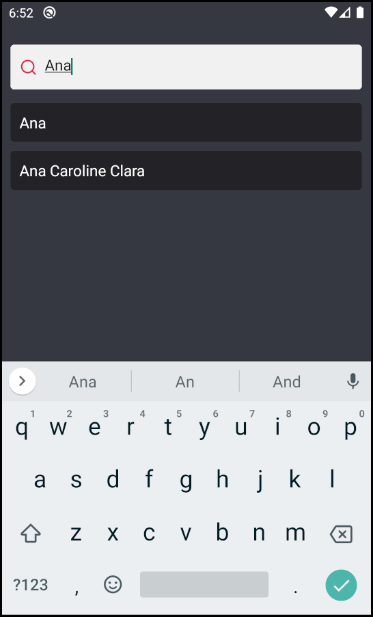 6:52
Ana
Ana
Ana Caroline Clara
Ana An And
1 2 3 4 5 6 7 8 9 0
q w e r t y u i o p
a s d f g h j k l
z x c v b n m
?123 , .